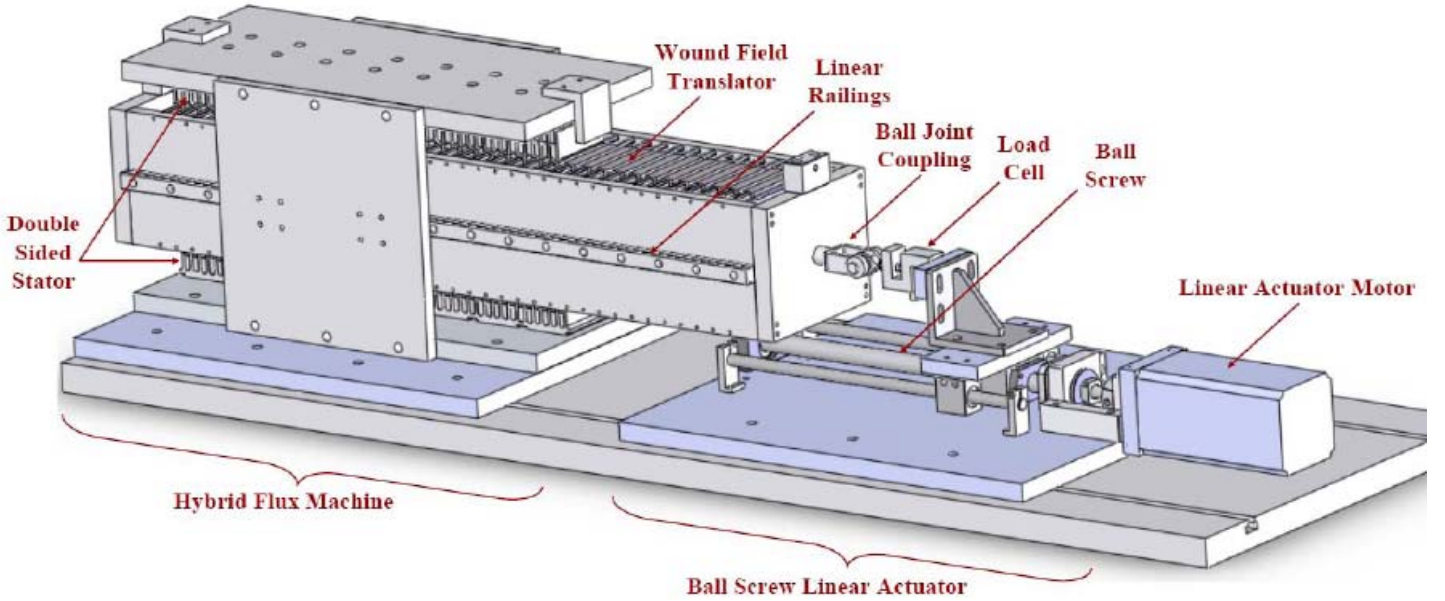 Wound Field
Translator
Linear
Railings
Ball Joint
Coupling
Load
Cell
Ball
Screw
Double
Sided
Stator
Linear Actuator Motor
Hybrid Flux Machine
Ball Screw Linear Actuator